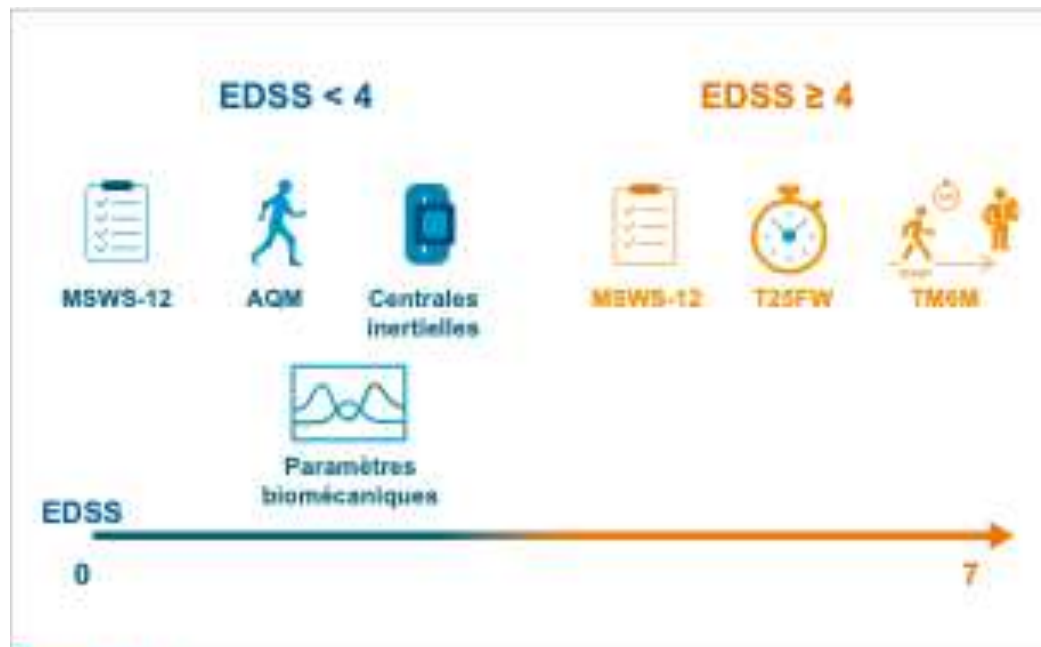 EDSS < 4
EDSS ≥ 4
MSWS-12
AQM
Centrales
inertielles
MSWS-12
T25FW
TM6M
Paramètres
biomécaniques
EDSS
0
7